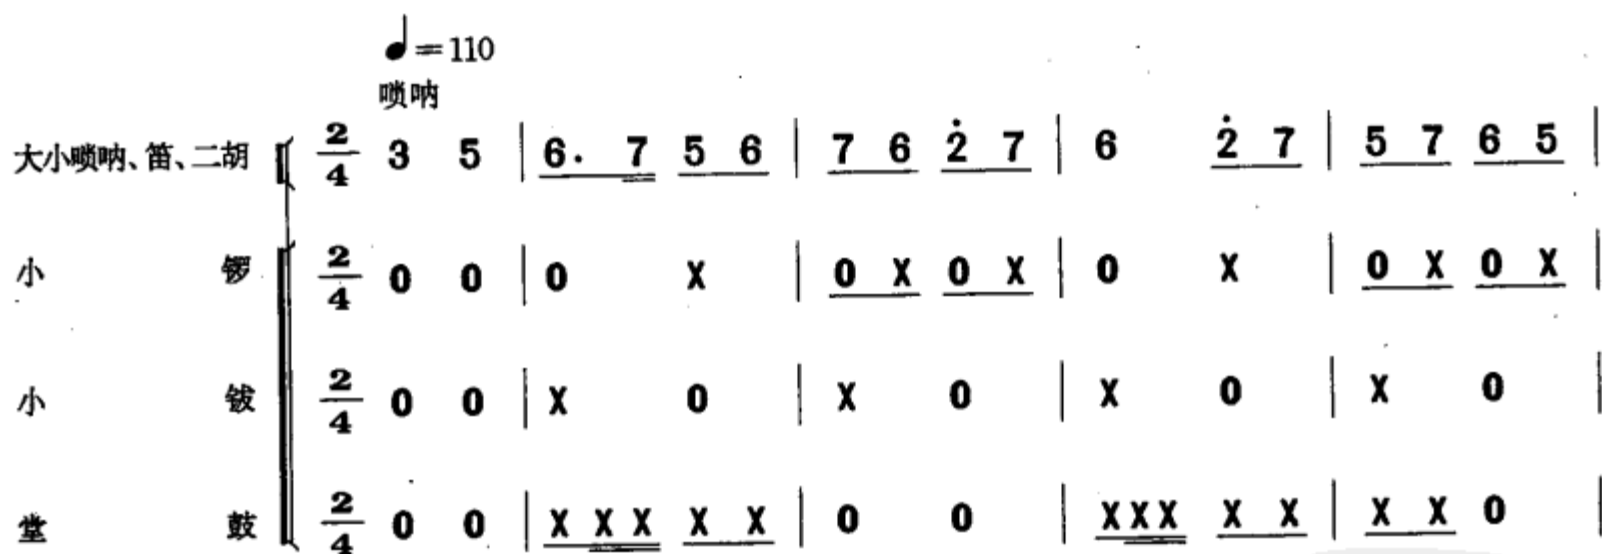 ♩=110
唢呐
大小唢呐、笛、二胡 2/4 3 5 | 6. 7 5 6 | 7 6 2̇ 7 | 6 2̇ 7 | 5 7 6 5 |
小 锣 2/4 0 0 | 0 X | 0 X 0 X | 0 X | 0 X 0 X |
小 钹 2/4 0 0 | X 0 | X 0 | X 0 | X 0 |
堂 鼓 2/4 0 0 | X X X X X | 0 0 | X X X X X | X X 0 |